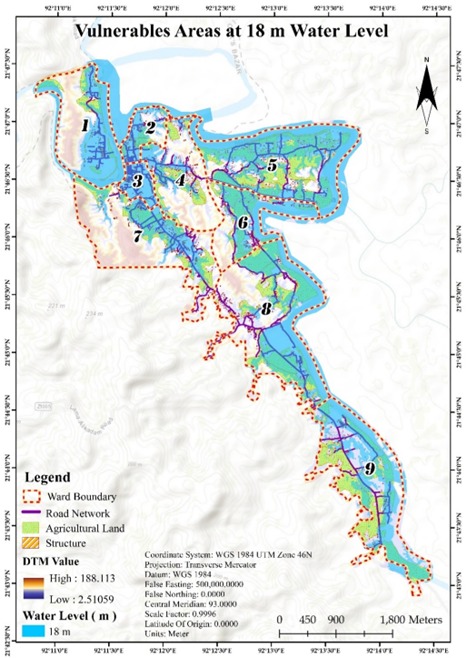 Vulnerables Areas at 18 m Water Level
92°11'0"E 92°11'30"E 92°12'0"E 92°12'30"E 92°13'0"E 92°13'30"E 92°14'0"E 92°14'30"E
N
S
1
2
3
4
5
6
7
8
9
221 m
214 m
Legend
Ward Boundary
Road Network
Agricultural Land
Structure
DTM Value
High : 188.113
Low : 2.51059
Water Level ( m )
18 m
Coordinate System: WGS 1984 UTM Zone 46N
Projection: Transverse Mercator
Datum: WGS 1984
False Easting: 500,000.0000
False Northing: 0.0000
Central Meridian: 93.0000
Scale Factor: 0.9996
Latitude Of Origin: 0.0000
Units: Meter
0 450 900 1,800 Meters
92°11'0"E 92°11'30"E 92°12'0"E 92°12'30"E 92°13'0"E 92°13'30"E 92°14'0"E 92°14'30"E